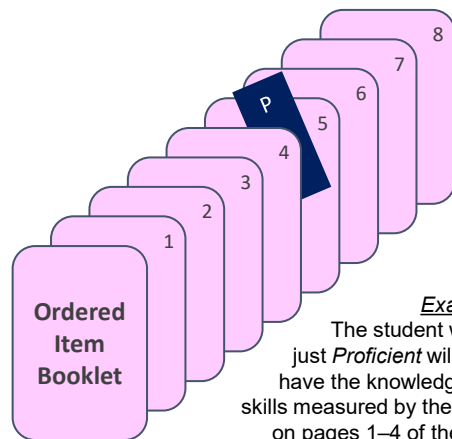 8
7
6
P
5
4
3
2
1
Ordered
Item
Booklet
Exa
The student w
just Proficient wil
have the knowledg
skills measured by the
on pages 1–4 of the